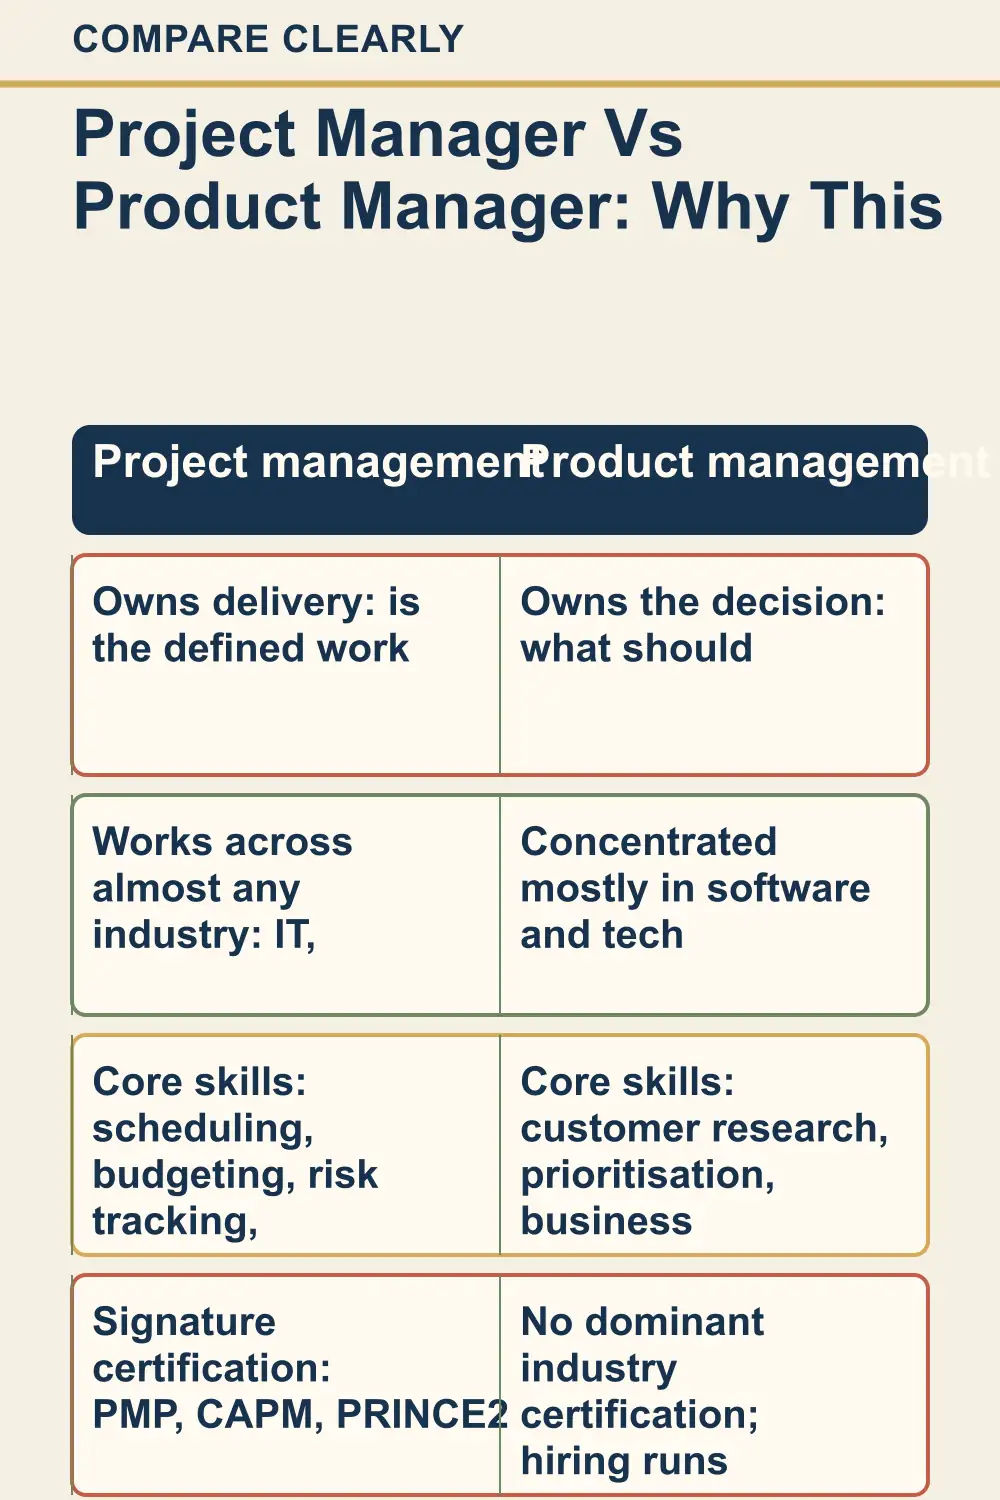 COMPARE CLEARLY
Project Manager Vs
Product Manager: Why This
Project management
Product management
Owns delivery: is
the defined work
Owns the decision:
what should
Works across
almost any
industry: IT,
Concentrated
mostly in software
and tech
Core skills:
scheduling,
budgeting, risk
tracking,
Core skills:
customer research,
prioritisation,
business
Signature
certification:
PMP, CAPM, PRINCE2
No dominant
industry
certification;
hiring runs